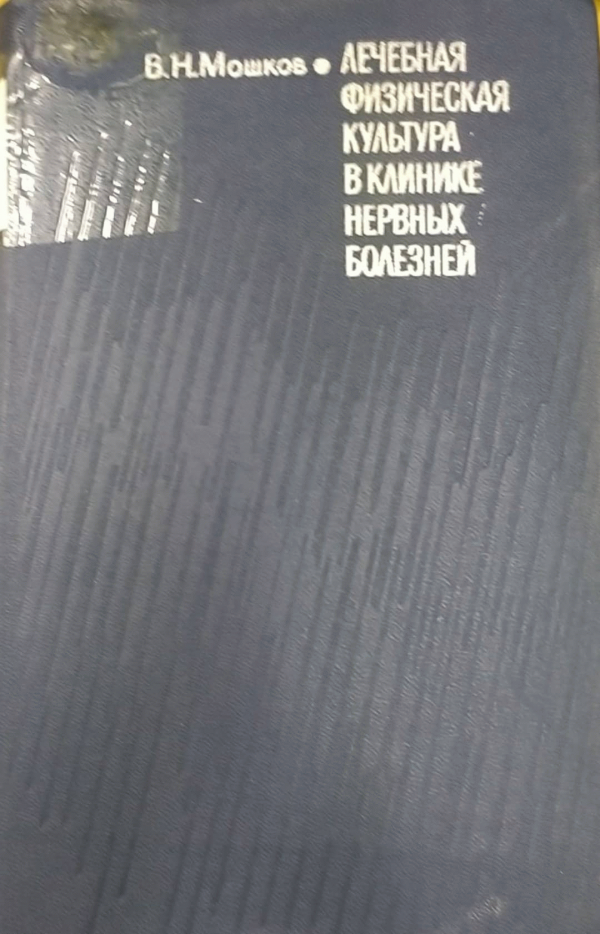 В.Н.Мошков • ЛЕЧЕБНАЯ
ФИЗИЧЕСКАЯ
КУЛЬТУРА
В КЛИНИКЕ
НЕРВНЫХ
БОЛЕЗНЕЙ